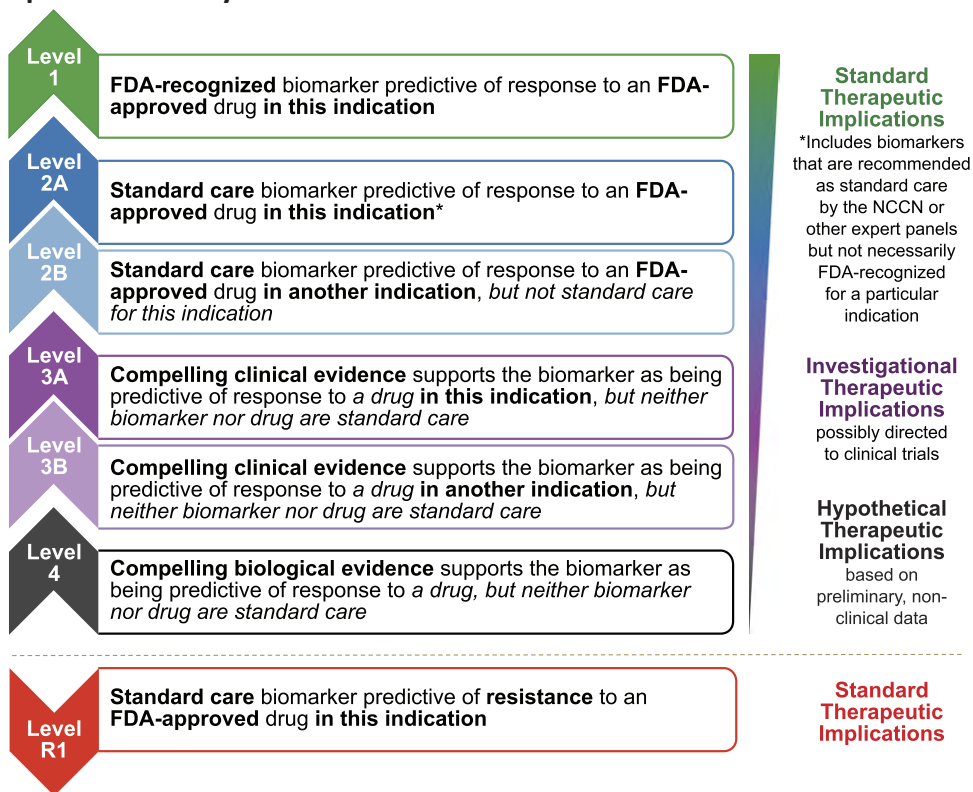 Level
1
FDA-recognized biomarker predictive of response to an FDA-
approved drug in this indication
Level
2A
Standard care biomarker predictive of response to an FDA-
approved drug in this indication*
Level
2B
Standard care biomarker predictive of response to an FDA-
approved drug in another indication, but not standard care
for this indication
Level
3A
Compelling clinical evidence supports the biomarker as being
predictive of response to a drug in this indication, but neither
biomarker nor drug are standard care
Level
3B
Compelling clinical evidence supports the biomarker as being
predictive of response to a drug in another indication, but
neither biomarker nor drug are standard care
Level
4
Compelling biological evidence supports the biomarker as
being predictive of response to a drug, but neither biomarker
nor drug are standard care
Level
R1
Standard care biomarker predictive of resistance to an
FDA-approved drug in this indication
Standard
Therapeutic
Implications
*Includes biomarkers
that are recommended
as standard care
by the NCCN or
other expert panels
but not necessarily
FDA-recognized
for a particular
indication
Investigational
Therapeutic
Implications
possibly directed
to clinical trials
Hypothetical
Therapeutic
Implications
based on
preliminary, non-
clinical data
Standard
Therapeutic
Implications